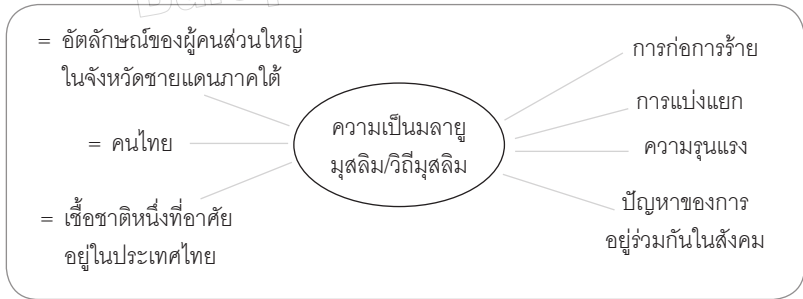 = อัตลักษณ์ของผู้คนส่วนใหญ่
ในจังหวัดชายแดนภาคใต้
= คนไทย
= เชื้อชาติหนึ่งที่อาศัย
อยู่ในประเทศไทย
ความเป็นมลายู
มุสลิม/วิถีมุสลิม
การก่อการร้าย
การแบ่งแยก
ความรุนแรง
ปัญหาของการ
อยู่ร่วมกันในสังคม